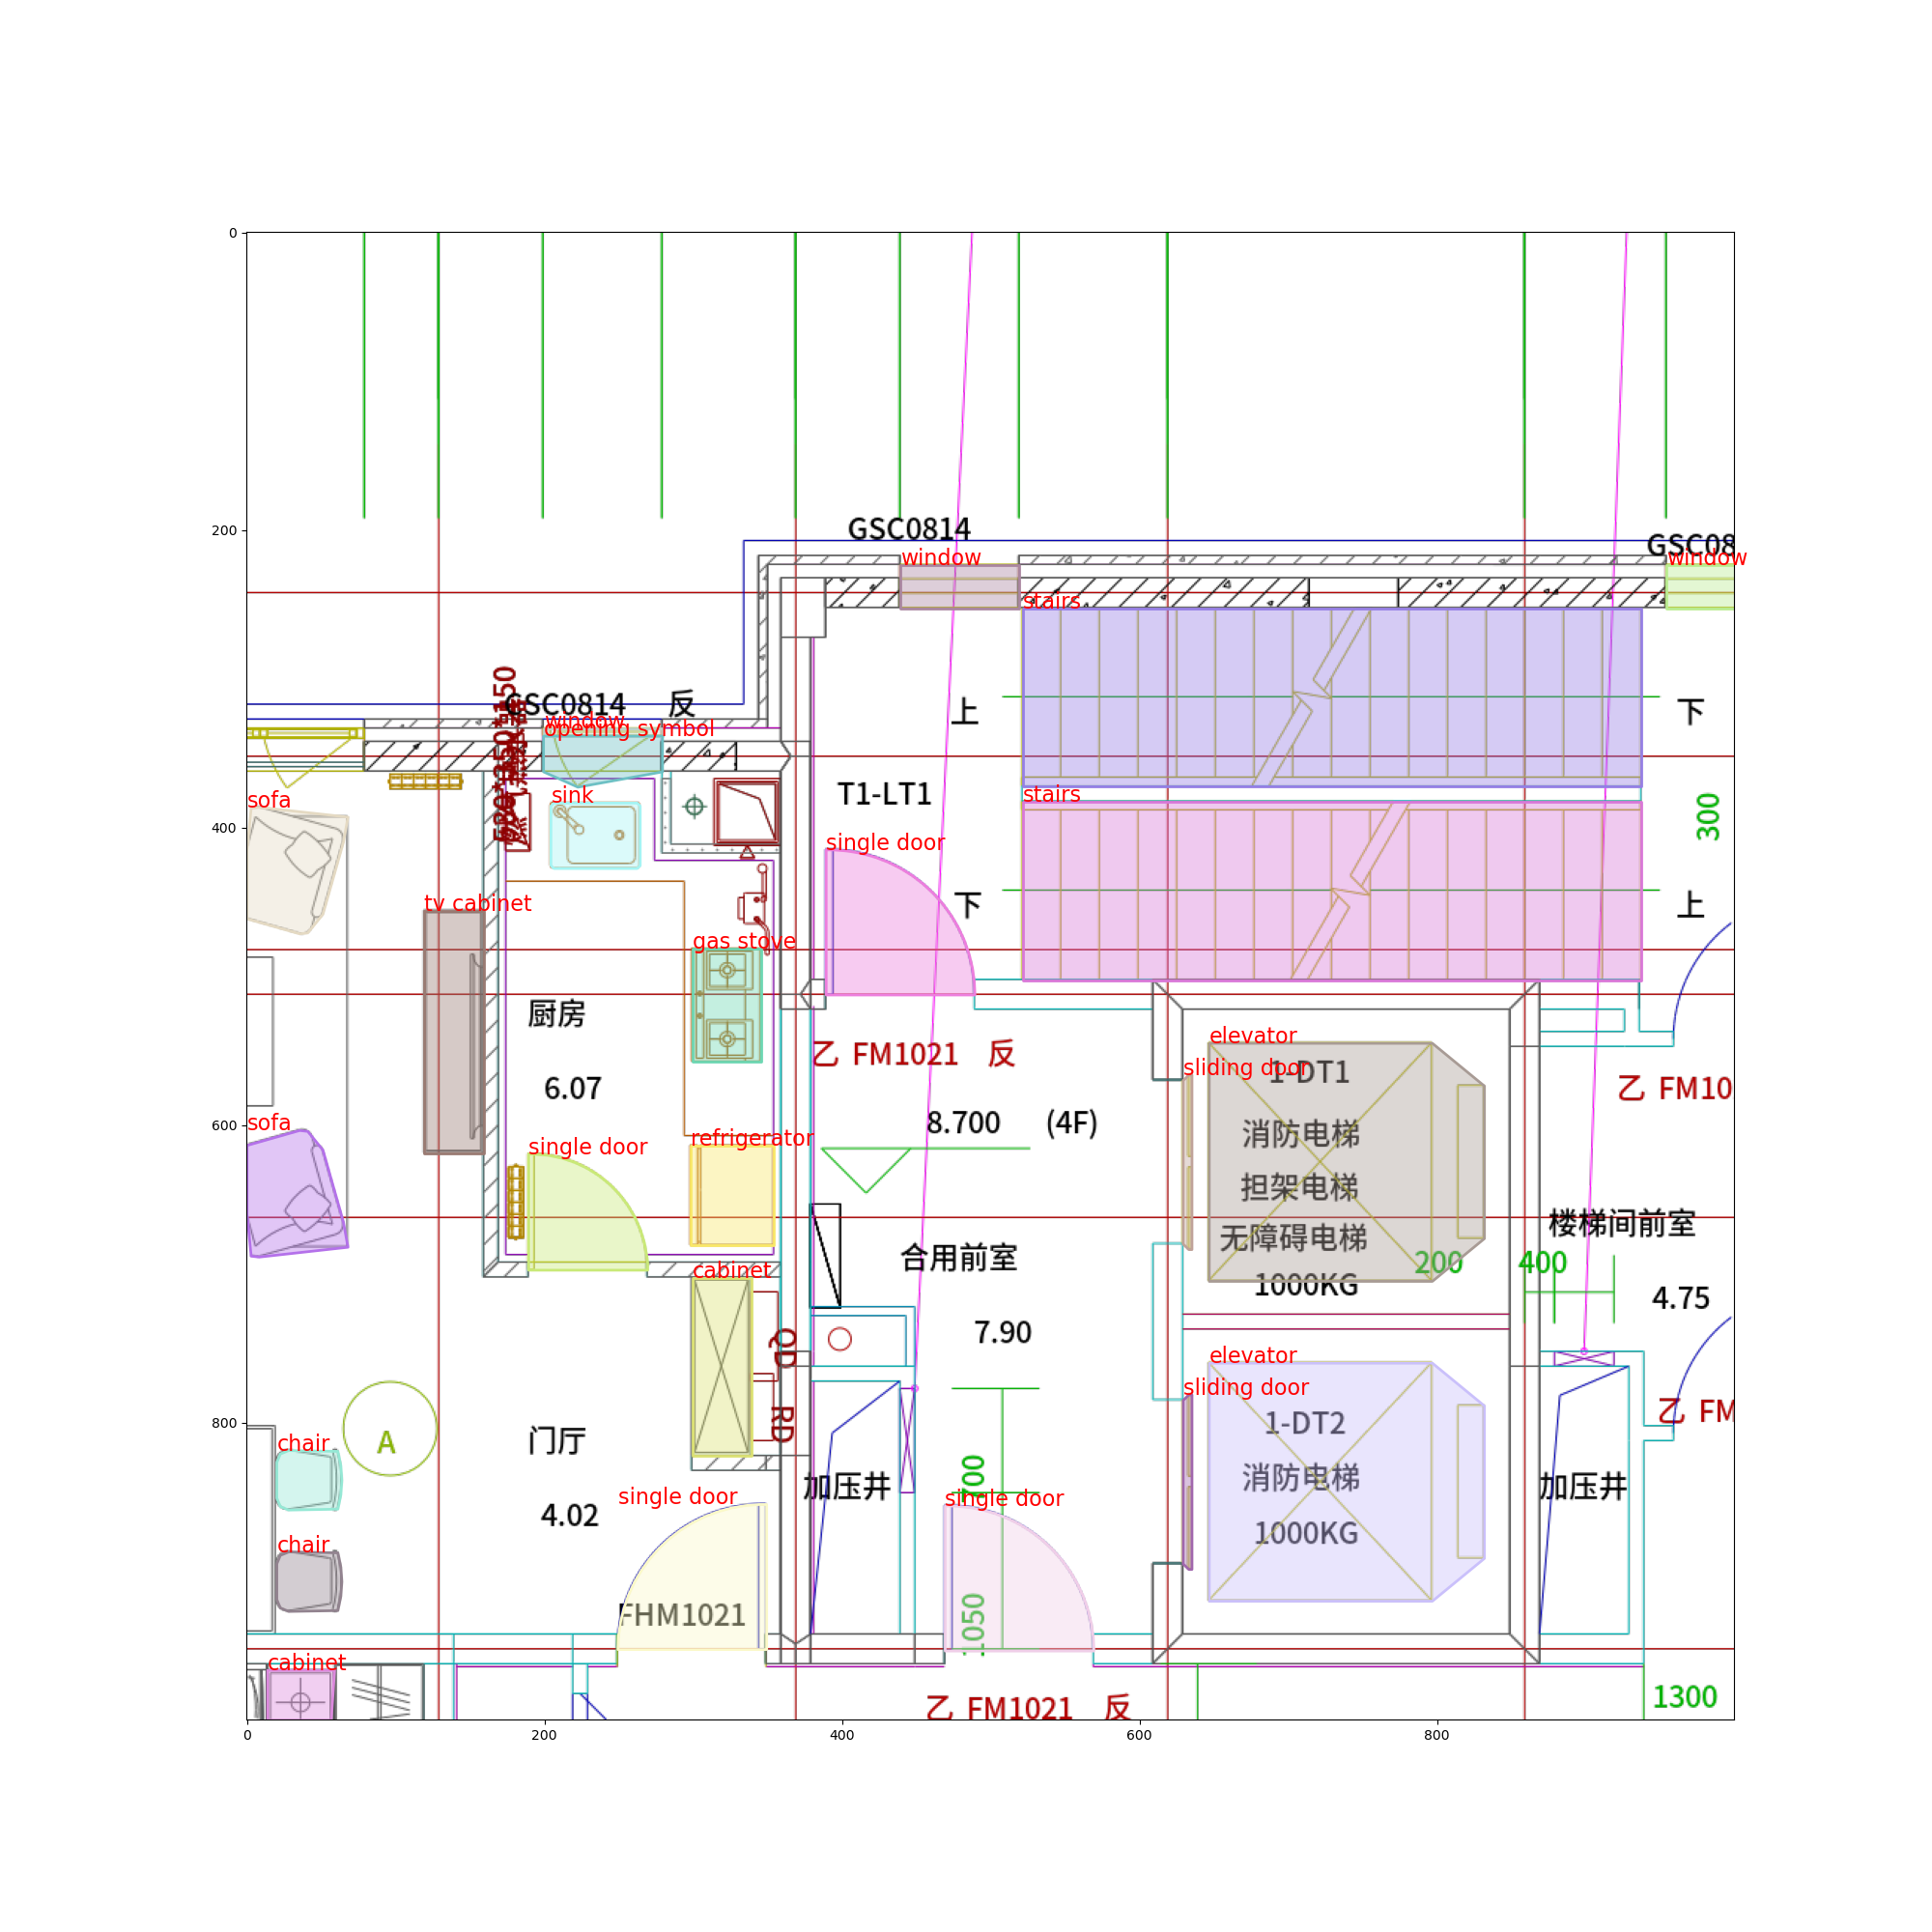 0
200
400
600
800
0
200
400
600
800
GSC0814
GSC08
window
window
stairs
GSC0814 反
window
opening symbol
上
下
sofa
sink
T1-LT1
stairs
300
single door
tv cabinet
下
上
gas stove
厨房
6.07
乙 FM1021 反
elevator
sliding door
1-DT1
乙 FM10
8.700 (4F)
sofa
single door
refrigerator
消防电梯
担架电梯
无障碍电梯
1000KG
楼梯间前室
200
400
4.75
合用前室
7.90
cabinet
QD
RD
elevator
sliding door
1-DT2
消防电梯
1000KG
乙 FM
A
chair
门厅
4.02
加压井
700
加压井
single door
single door
chair
FHM1021
1050
cabinet
乙 FM1021 反
1300